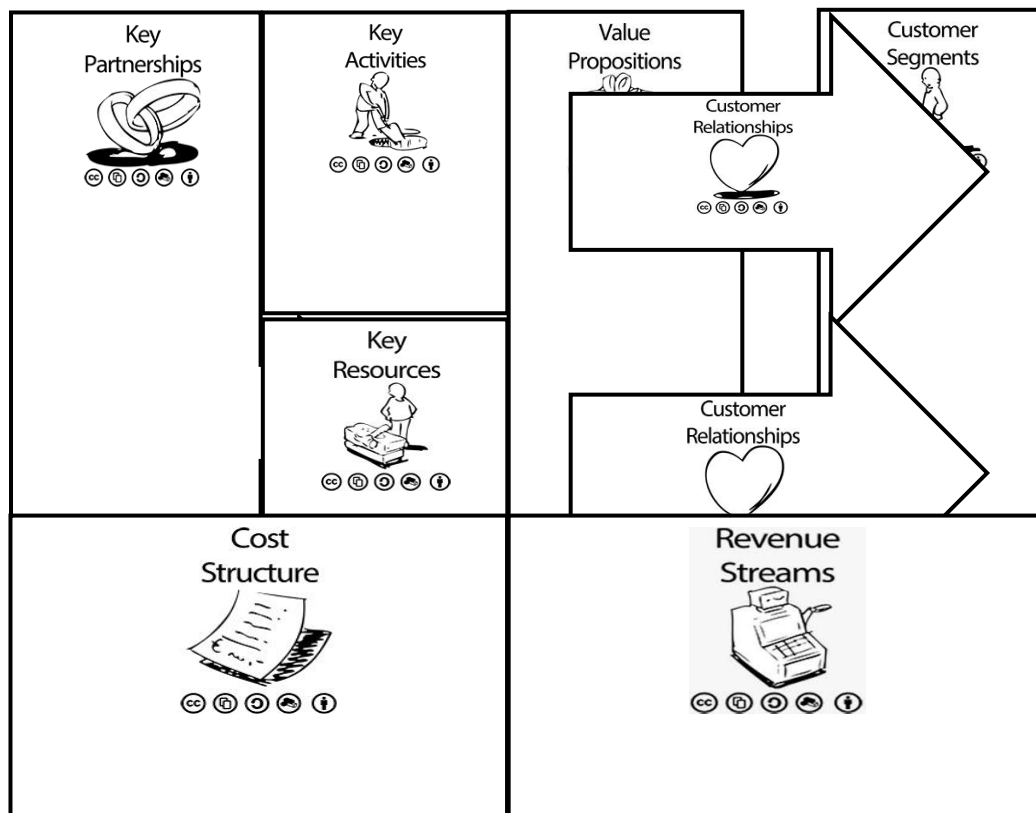 Key
Partnerships
Key
Activities
Value
Propositions
Customer
Segments
Customer
Relationships
Key
Resources
Customer
Relationships
Cost
Structure
Revenue
Streams